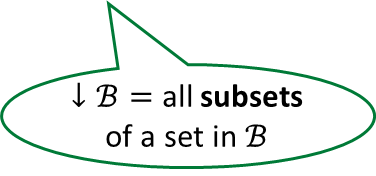 ↓ ℬ = all subsets
of a set in ℬ